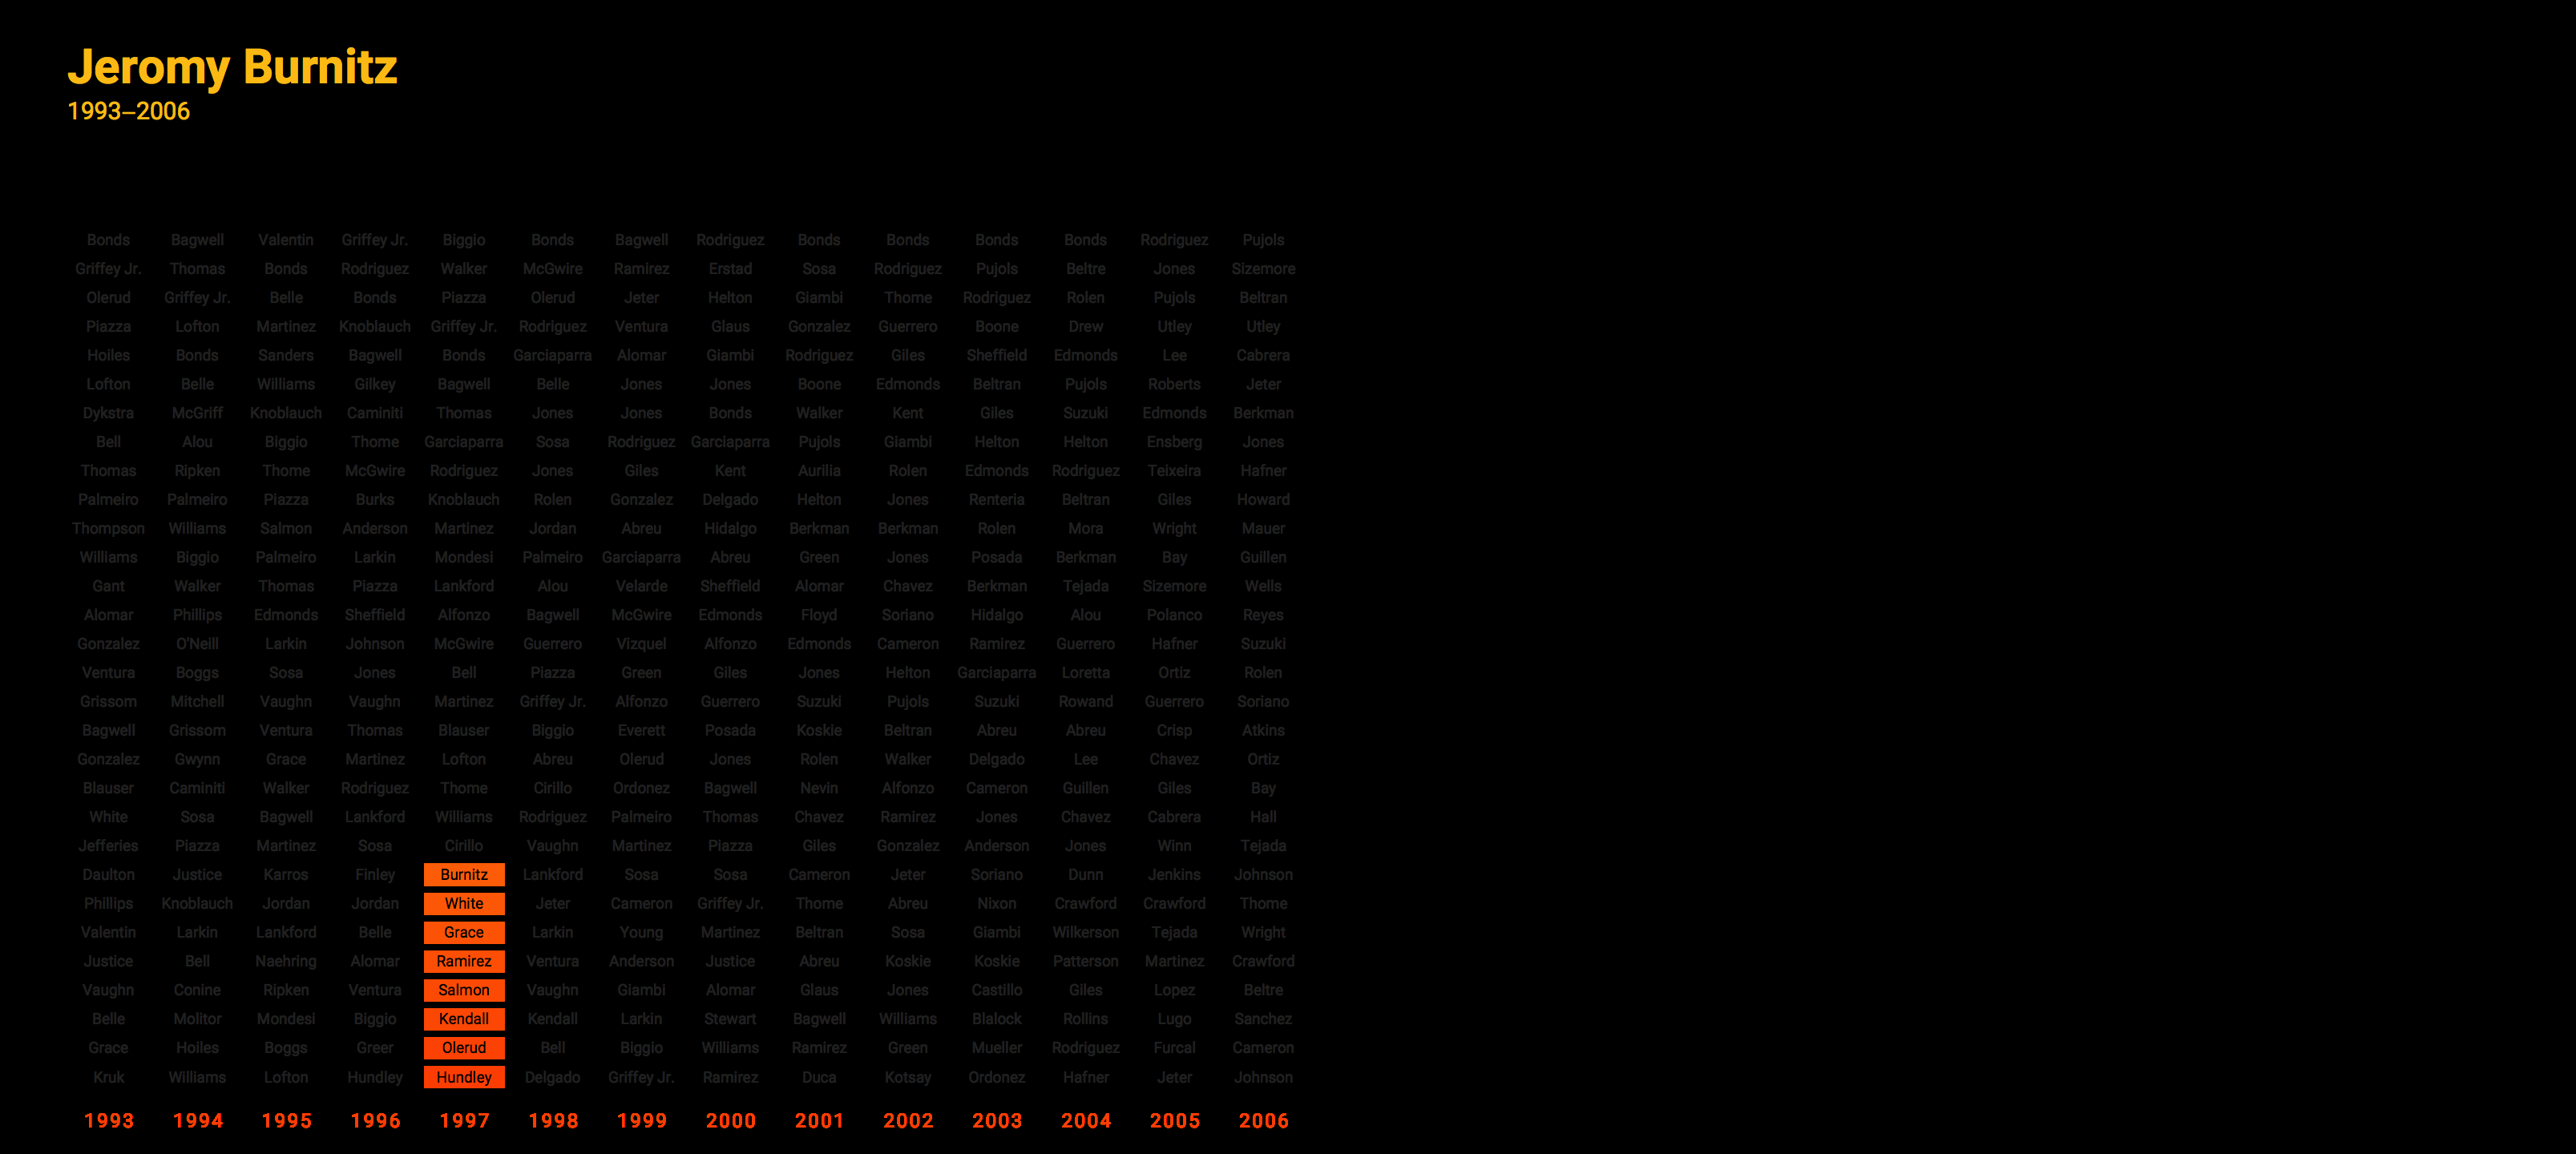 Jeromy Burnitz
1993–2006
Bonds Bagwell Valentin Griffey Jr. Biggio Bonds Bagwell Rodriguez Bonds Bonds Bonds Bonds Rodriguez Pujols
Griffey Jr. Thomas Bonds Rodriguez Walker McGwire Ramirez Erstad Sosa Rodriguez Pujols Beltre Jones Sizemore
Olerud Griffey Jr. Belle Bonds Piazza Olerud Jeter Helton Giambi Thome Rodriguez Rolen Pujols Beltran
Piazza Lofton Martinez Knoblauch Griffey Jr. Rodriguez Ventura Glaus Gonzalez Guerrero Boone Drew Utley Utley
Hoiles Bonds Sanders Bagwell Bonds Garciaparra Alomar Giambi Rodriguez Giles Sheffield Edmonds Lee Cabrera
Lofton Belle Williams Gilkey Bagwell Belle Jones Jones Boone Edmonds Beltran Pujols Roberts Jeter
Dykstra McGriff Knoblauch Caminiti Thomas Jones Jones Bonds Walker Kent Giles Suzuki Edmonds Berkman
Bell Alou Biggio Thome Garciaparra Sosa Rodriguez Garciaparra Pujols Giambi Helton Helton Ensberg Jones
Thomas Ripken Thome McGwire Rodriguez Jones Giles Kent Aurilia Rolen Edmonds Rodriguez Teixeira Hafner
Palmeiro Palmeiro Piazza Burks Knoblauch Rolen Gonzalez Delgado Helton Jones Renteria Beltran Giles Howard
Thompson Williams Salmon Anderson Martinez Jordan Abreu Hidalgo Berkman Berkman Rolen Mora Wright Mauer
Williams Biggio Palmeiro Larkin Mondesi Palmeiro Garciaparra Abreu Green Jones Posada Berkman Bay Guillen
Gant Walker Thomas Piazza Lankford Alou Velarde Sheffield Alomar Chavez Berkman Tejada Sizemore Wells
Alomar Phillips Edmonds Sheffield Alfonzo Bagwell McGwire Edmonds Floyd Soriano Hidalgo Alou Polanco Reyes
Gonzalez O'Neill Larkin Johnson McGwire Guerrero Vizquel Alfonzo Edmonds Cameron Ramirez Guerrero Hafner Suzuki
Ventura Boggs Sosa Jones Bell Piazza Green Giles Jones Helton Garciaparra Loretta Ortiz Rolen
Grissom Mitchell Vaughn Vaughn Martinez Griffey Jr. Alfonzo Guerrero Suzuki Pujols Suzuki Rowand Guerrero Soriano
Bagwell Grissom Ventura Thomas Blauser Biggio Everett Posada Koskie Beltran Abreu Abreu Crisp Atkins
Gonzalez Gwynn Grace Martinez Lofton Abreu Olerud Jones Rolen Walker Delgado Lee Chavez Ortiz
Blauser Caminiti Walker Rodriguez Thome Cirillo Ordonez Bagwell Nevin Alfonzo Cameron Guillen Giles Bay
White Sosa Bagwell Lankford Williams Rodriguez Palmeiro Thomas Chavez Ramirez Jones Chavez Cabrera Hall
Jefferies Piazza Martinez Sosa Cirillo Vaughn Martinez Piazza Giles Gonzalez Anderson Jones Winn Tejada
Daulton Justice Karros Finley Burnitz Lankford Sosa Sosa Cameron Jeter Soriano Dunn Jenkins Johnson
Phillips Knoblauch Jordan Jordan White Jeter Cameron Griffey Jr. Thome Abreu Nixon Crawford Crawford Thome
Valentin Larkin Lankford Belle Grace Larkin Young Martinez Beltran Sosa Giambi Wilkerson Tejada Wright
Justice Bell Naehring Alomar Ramirez Ventura Anderson Justice Abreu Koskie Koskie Patterson Martinez Crawford
Vaughn Conine Ripken Ventura Salmon Vaughn Giambi Alomar Glaus Jones Castillo Giles Lopez Beltre
Belle Molitor Mondesi Biggio Kendall Kendall Larkin Stewart Bagwell Williams Blalock Rollins Lugo Sanchez
Grace Hoiles Boggs Greer Olerud Bell Biggio Williams Ramirez Green Mueller Rodriguez Furcal Cameron
Kruk Williams Lofton Hundley Hundley Delgado Griffey Jr. Ramirez Duca Kotsay Ordonez Hafner Jeter Johnson
1993 1994 1995 1996 1997 1998 1999 2000 2001 2002 2003 2004 2005 2006